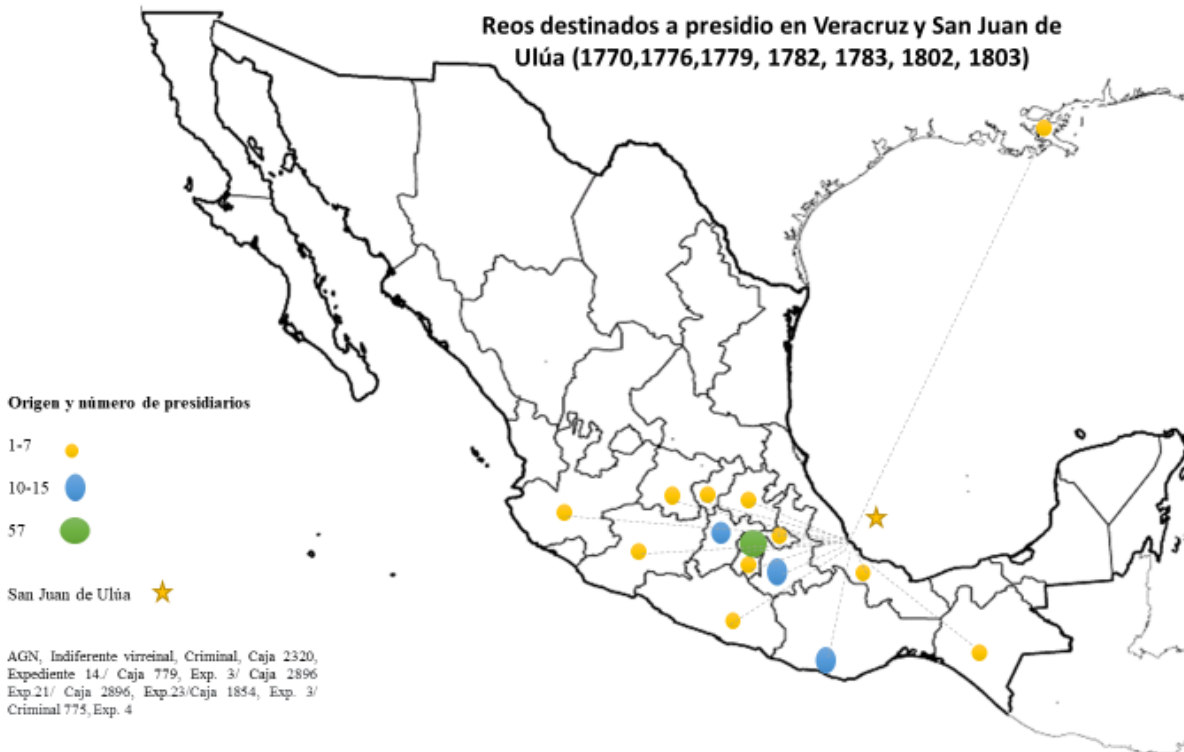 Reos destinados a presidio en Veracruz y San Juan de
Ulúa (1770,1776,1779, 1782, 1783, 1802, 1803)
Origen y número de presidiarios
1-7
10-15
57
San Juan de Ulúa
AGN, Indiferente virreinal, Criminal, Caja 2320,
Expediente 14./ Caja 779, Exp. 3/ Caja 2896
Exp.21/ Caja 2896, Exp.23/Caja 1854, Exp. 3/
Criminal 775, Exp. 4